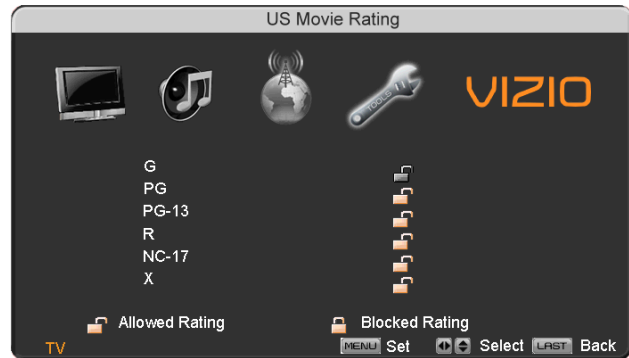 US Movie Rating
TOOLS
VIZIO
G
PG
PG-13
R
NC-17
X
Allowed Rating Blocked Rating
TV MENU Set Select LAST Back